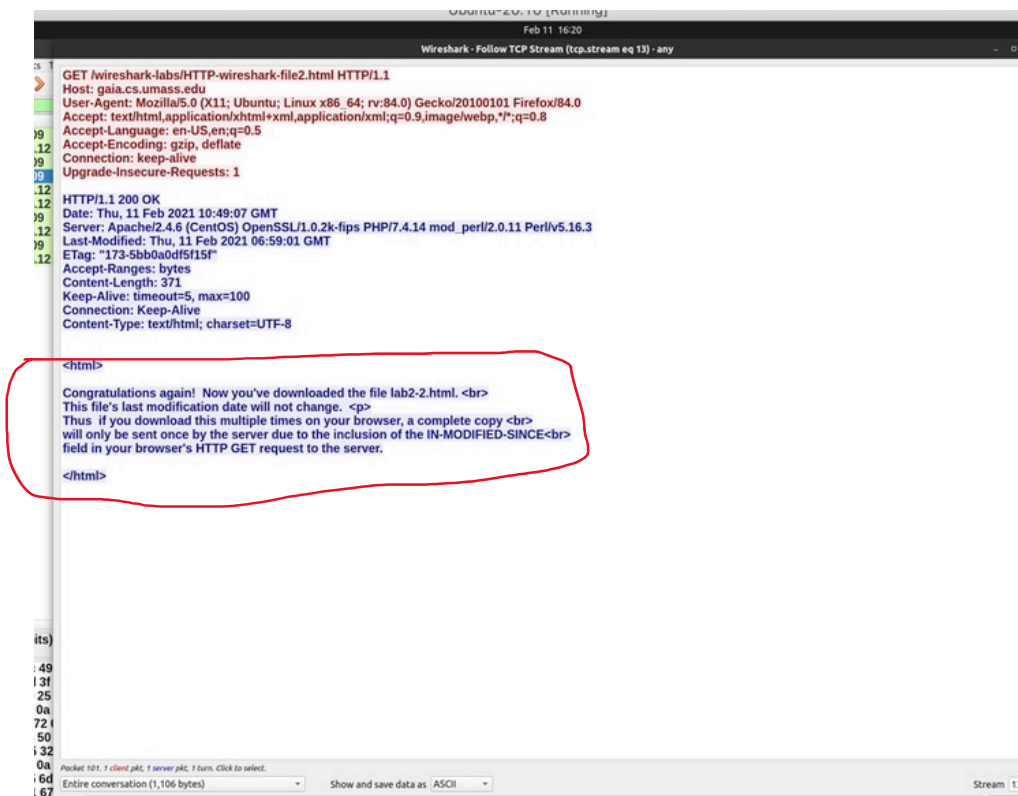 Feb 11 16:20
Wireshark - Follow TCP Stream (tcp.stream eq 13) - any
GET /wireshark-labs/HTTP-wireshark-file2.html HTTP/1.1
Host: gaia.cs.umass.edu
User-Agent: Mozilla/5.0 (X11; Ubuntu; Linux x86_64; rv:84.0) Gecko/20100101 Firefox/84.0
Accept: text/html,application/xhtml+xml,application/xml;q=0.9,image/webp,*/*;q=0.8
Accept-Language: en-US,en;q=0.5
Accept-Encoding: gzip, deflate
Connection: keep-alive
Upgrade-Insecure-Requests: 1
HTTP/1.1 200 OK
Date: Thu, 11 Feb 2021 10:49:07 GMT
Server: Apache/2.4.6 (CentOS) OpenSSL/1.0.2k-fips PHP/7.4.14 mod_perl/2.0.11 Perl/v5.16.3
Last-Modified: Thu, 11 Feb 2021 06:59:01 GMT
ETag: "173-5bb0a0df5f15f"
Accept-Ranges: bytes
Content-Length: 371
Keep-Alive: timeout=5, max=100
Connection: Keep-Alive
Content-Type: text/html; charset=UTF-8
<html>
Congratulations again!  Now you've downloaded the file lab2-2.html. <br>
This file's last modification date will not change.  <p>
Thus  if you download this multiple times on your browser, a complete copy <br>
will only be sent once by the server due to the inclusion of the IN-MODIFIED-SINCE<br>
field in your browser's HTTP GET request to the server.
</html>
Packet 101. 1 client pkt, 1 server pkt, 1 turn. Click to select.
Entire conversation (1,106 bytes) Show and save data as ASCII Stream